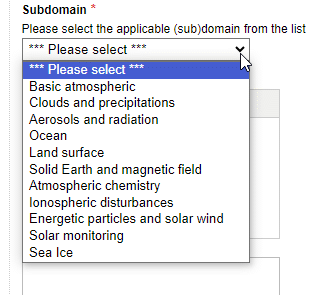 Subdomain *
Please select the applicable (sub)domain from the list
*** Please select ***
*** Please select ***
Basic atmospheric
Clouds and precipitations
Aerosols and radiation
Ocean
Land surface
Solid Earth and magnetic field
Atmospheric chemistry
Ionospheric disturbances
Energetic particles and solar wind
Solar monitoring
Sea Ice